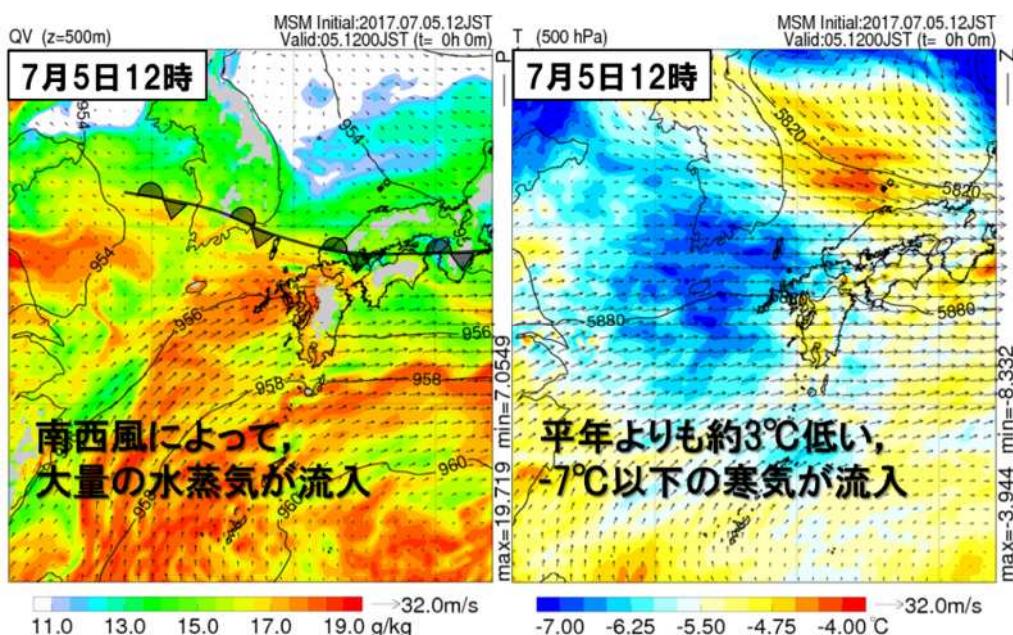 QV (z=500m)
MSM Initial:2017.07.05.12JST
Valid:05.1200JST (t= 0h 0m)
7月5日12時
954
954
954
956
956
958
958
958
960
960
南西風によって,
大量の水蒸気が流入
P
max=19.719 min=7.0549
11.0 13.0 15.0 17.0 19.0 g/kg
32.0m/s
T (500 hPa)
MSM Initial:2017.07.05.12JST
Valid:05.1200JST (t= 0h 0m)
7月5日12時
5820
5820
5880
5880
5880
平年よりも約3℃低い,
-7℃以下の寒気が流入
Z
max=-3.944 min=-8.332
-7.00 -6.25 -5.50 -4.75 -4.00 ℃
32.0m/s